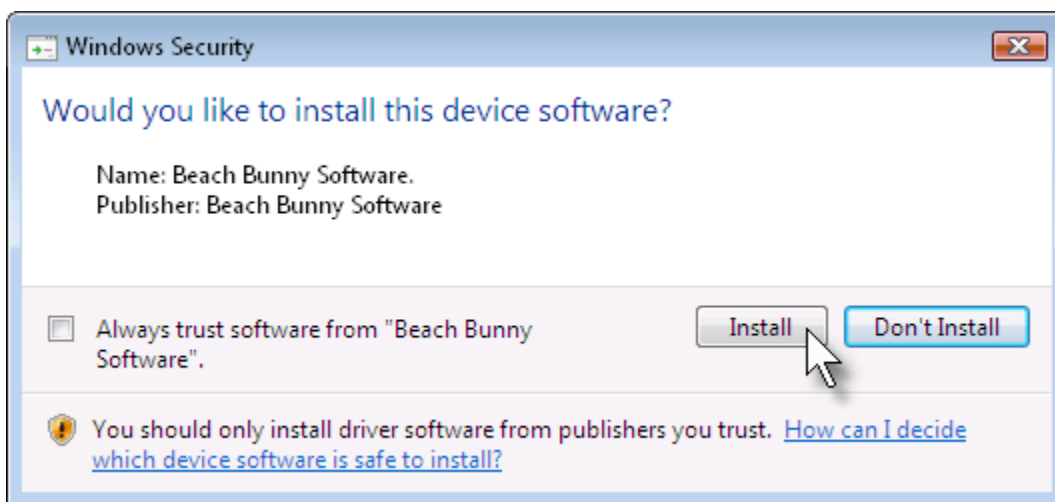 Windows Security
Would you like to install this device software?
Name: Beach Bunny Software.
Publisher: Beach Bunny Software
Always trust software from "Beach Bunny
Software".
Install
Don't Install
You should only install driver software from publishers you trust. How can I decide
which device software is safe to install?